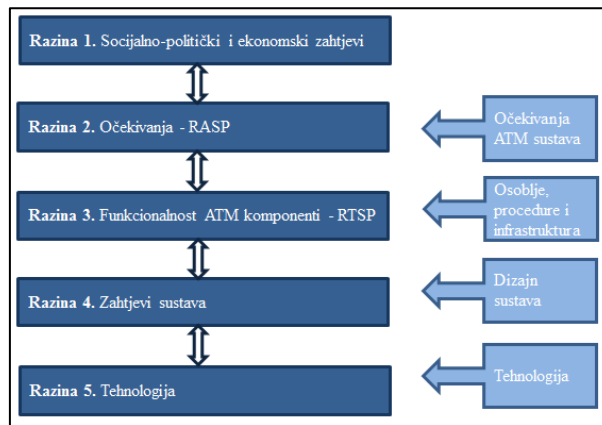 Razina 1. Socijalno-politički i ekonomski zahtjevi
Razina 2. Očekivanja - RASP
Očekivanja
ATM sustava
Razina 3. Funkcionalnost ATM komponenti - RTSP
Osoblje,
procedure i
infrastruktura
Razina 4. Zahtjevi sustava
Dizajn
sustava
Razina 5. Tehnologija
Tehnologija